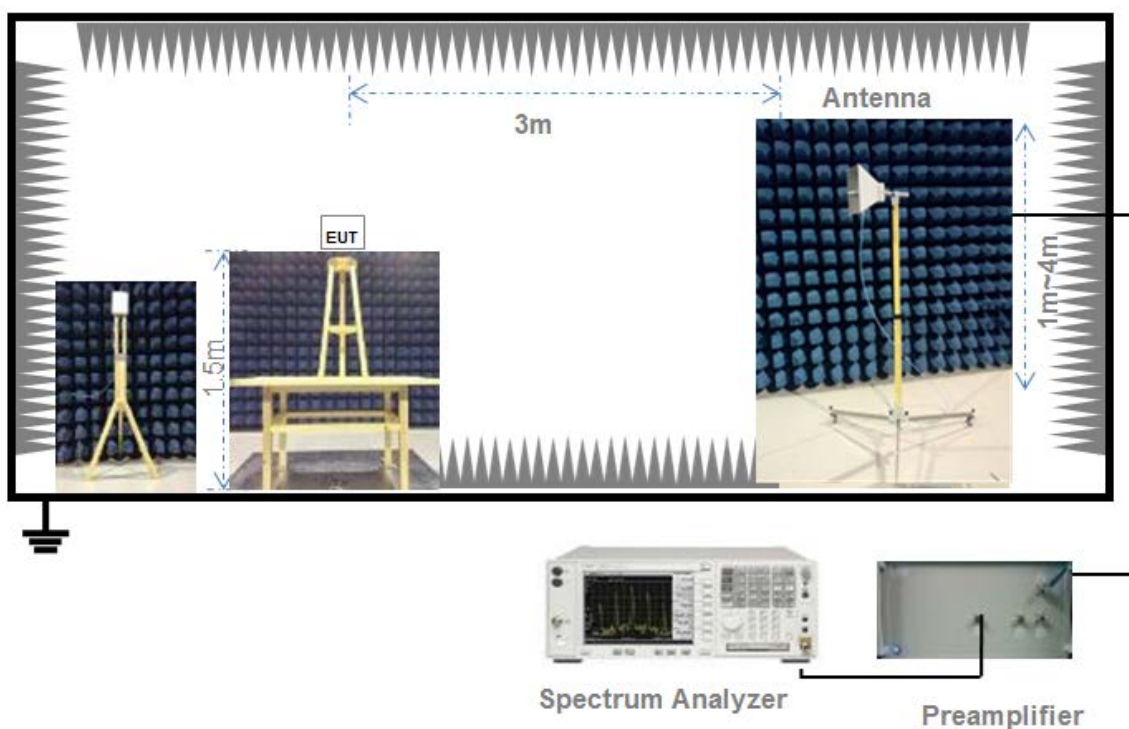 Antenna
3m
EUT
1.5m
1m~4m
Spectrum Analyzer
Preamplifier